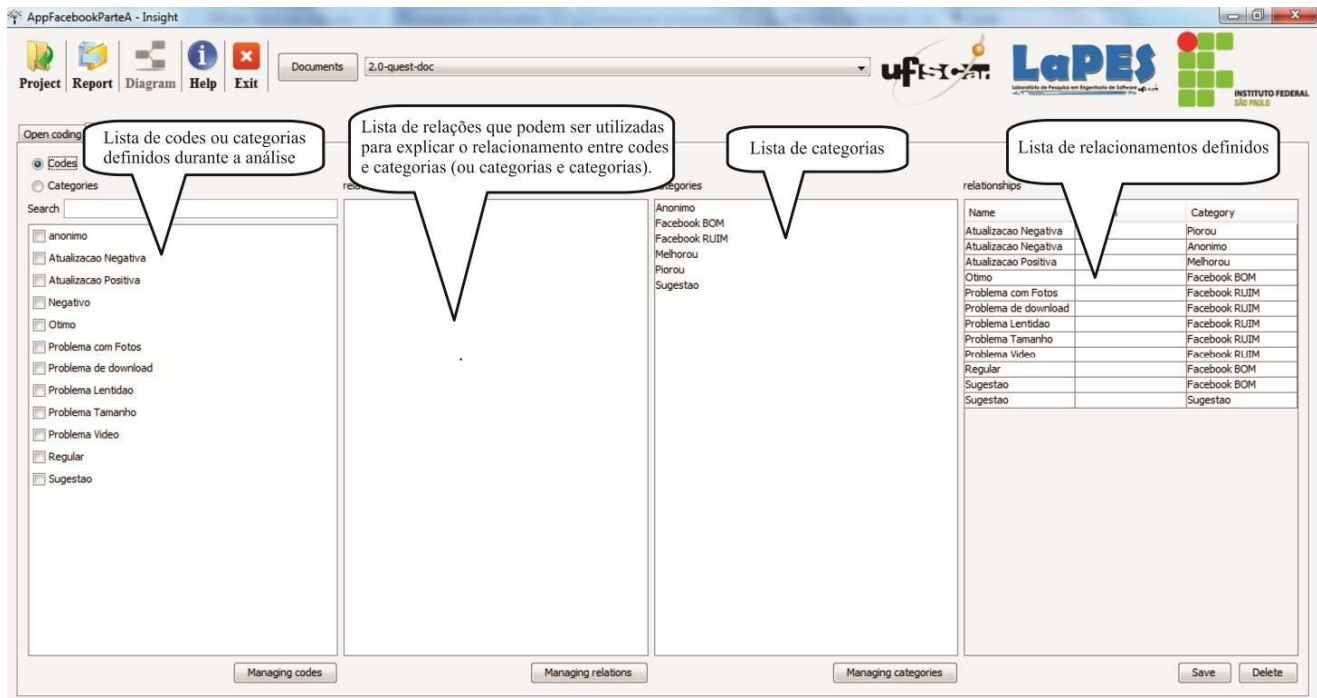 AppFacebookParteA - Insight
Project Report Diagram Help Exit
Documents 2.0-quest-doc
ufscar
LaPES
Laboratório de Pesquisa em Engenharia de Software
INSTITUTO FEDERAL
SÃO PAULO
Open coding
Lista de codes ou categorias
definidos durante a análise
Lista de relações que podem ser utilizadas
para explicar o relacionamento entre codes
e categorias (ou categorias e categorias).
Lista de categorias
Lista de relacionamentos definidos
Codes
Categories
Search
anonimo
Atualizacao Negativa
Atualizacao Positiva
Negativo
Otimo
Problema com Fotos
Problema de download
Problema Lentidao
Problema Tamanho
Problema Video
Regular
Sugestao
Managing codes
Managing relations
Anonimo
Facebook BOM
Facebook RUIM
Melhorou
Piorou
Sugestao
Managing categories
relationships
Name Category
Atualizacao Negativa Piorou
Atualizacao Negativa Anonimo
Atualizacao Positiva Melhorou
Otimo Facebook BOM
Problema com Fotos Facebook RUIM
Problema de download Facebook RUIM
Problema Lentidao Facebook RUIM
Problema Tamanho Facebook RUIM
Problema Video Facebook RUIM
Regular Facebook BOM
Sugestao Facebook BOM
Sugestao Sugestao
Save Delete